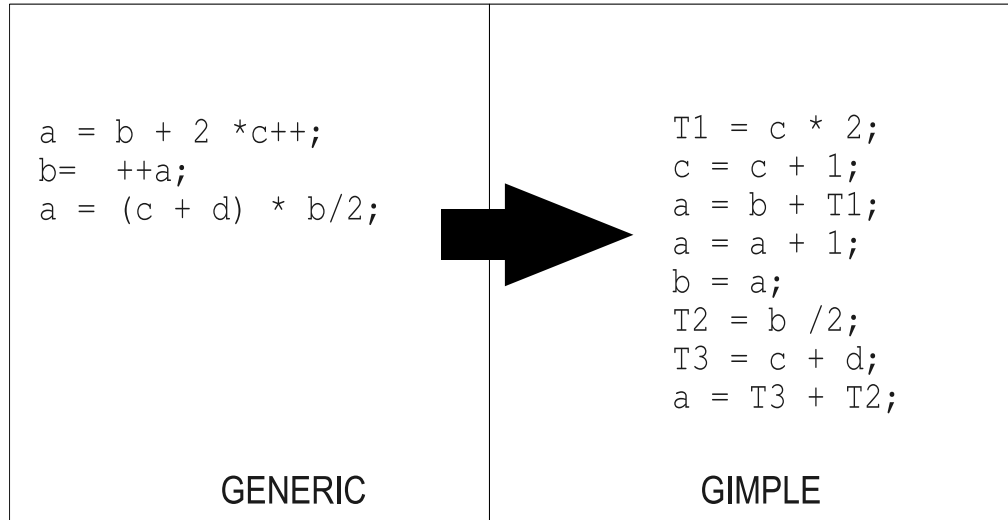 a = b + 2 *c++;
b=  ++a;
a = (c + d) * b/2;
GENERIC
T1 = c * 2;
c = c + 1;
a = b + T1;
a = a + 1;
b = a;
T2 = b /2;
T3 = c + d;
a = T3 + T2;
GIMPLE